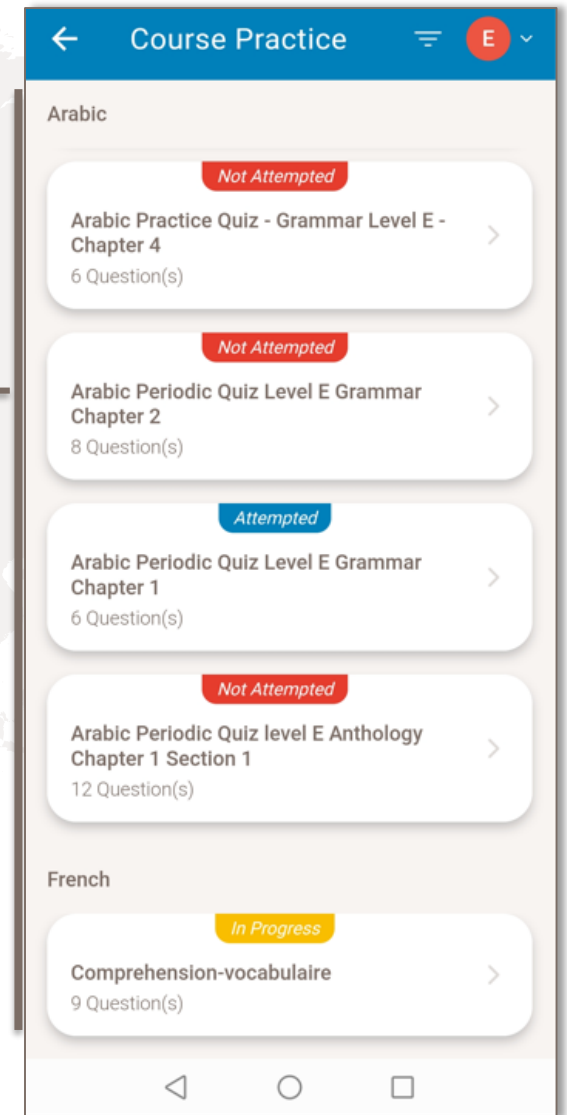 Course Practice
E
Arabic
Not Attempted
Arabic Practice Quiz - Grammar Level E -
Chapter 4
6 Question(s)
Not Attempted
Arabic Periodic Quiz Level E Grammar
Chapter 2
8 Question(s)
Attempted
Arabic Periodic Quiz Level E Grammar
Chapter 1
6 Question(s)
Not Attempted
Arabic Periodic Quiz level E Anthology
Chapter 1 Section 1
12 Question(s)
French
In Progress
Comprehension-vocabulaire
9 Question(s)